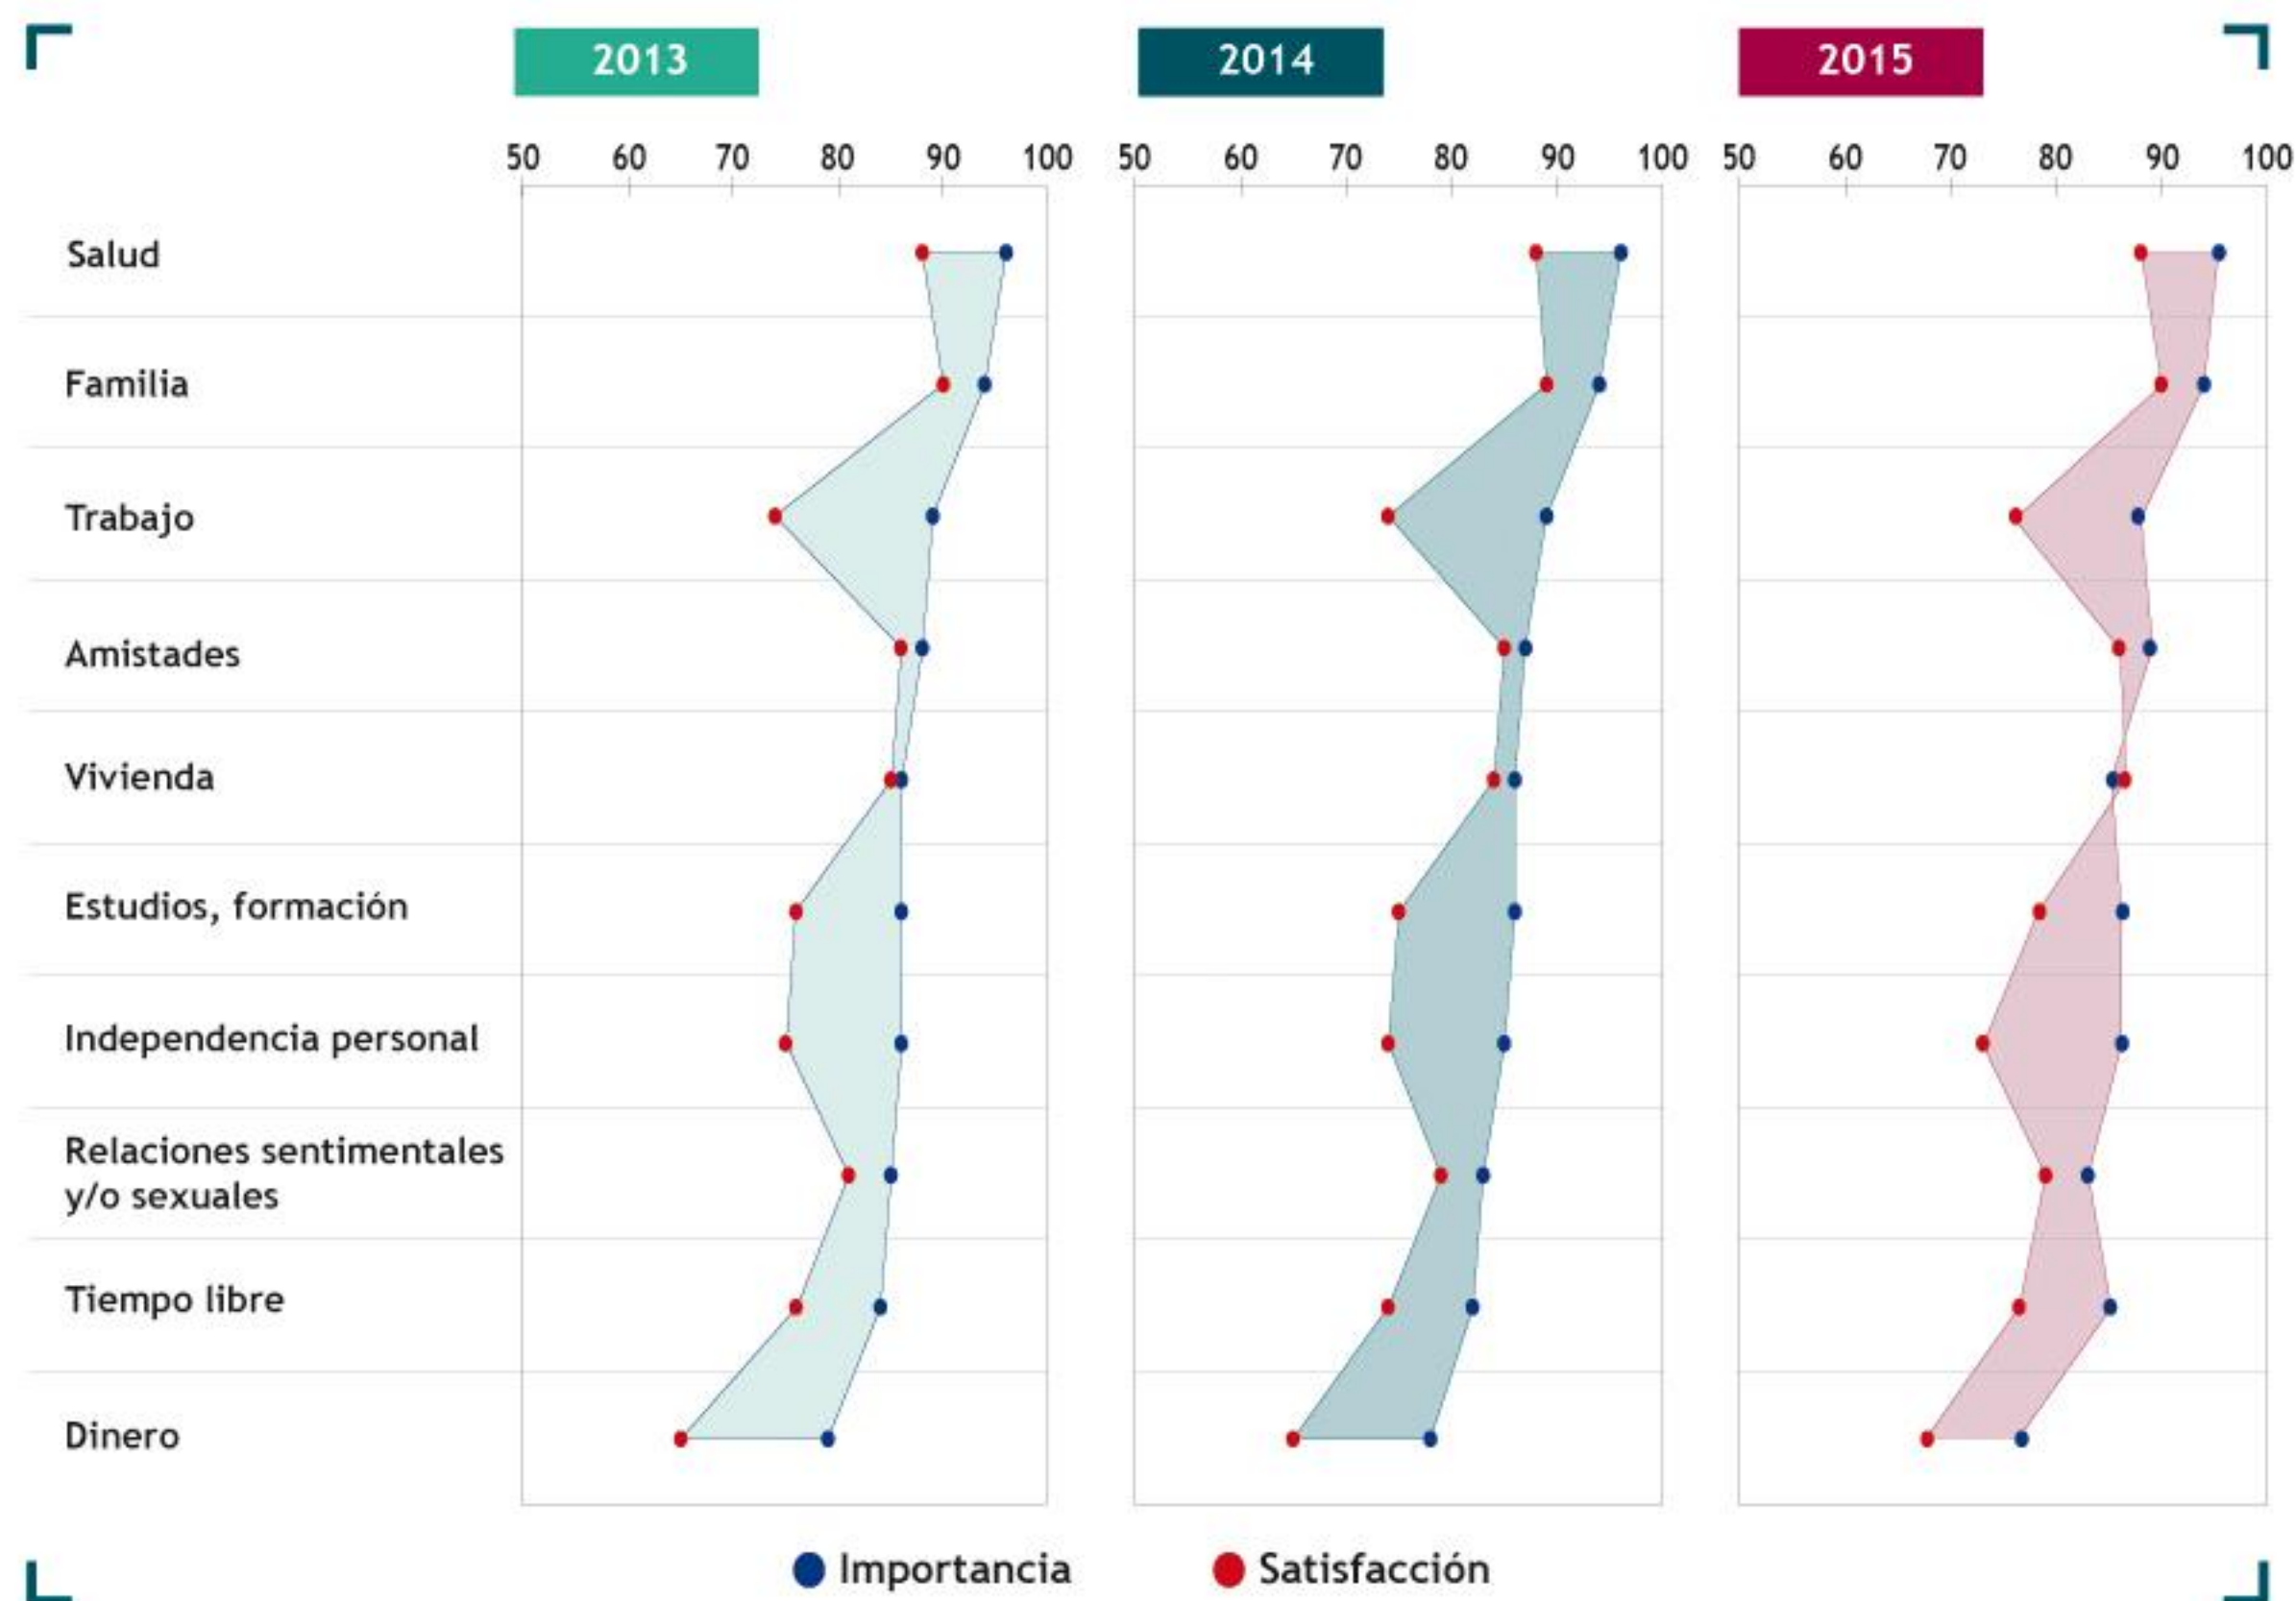 2013 2014 2015
50 60 70 80 90 100 50 60 70 80 90 100 50 60 70 80 90 100
Salud
Familia
Trabajo
Amistades
Vivienda
Estudios, formación
Independencia personal
Relaciones sentimentales
y/o sexuales
Tiempo libre
Dinero
Importancia Satisfacción